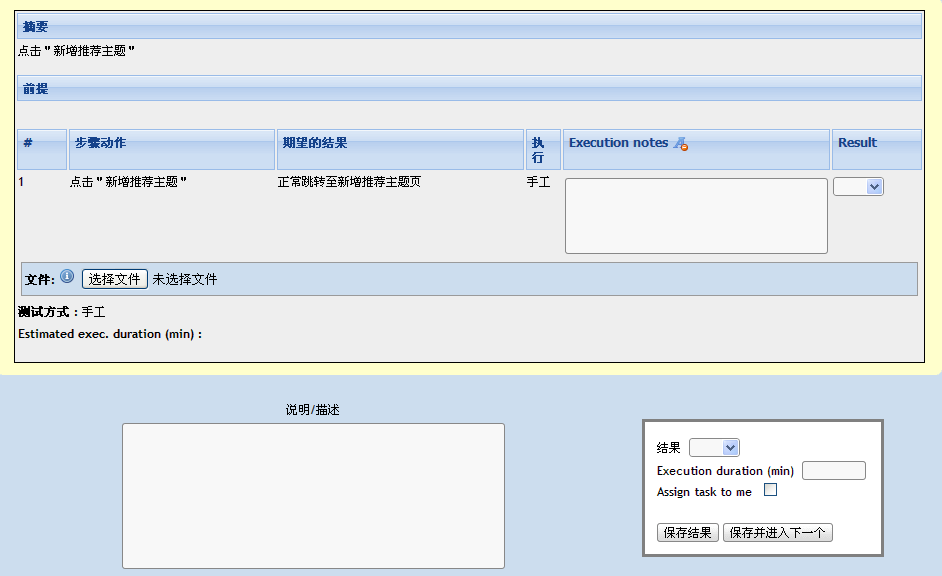 摘要
点击＂新增推荐主题＂
前提
# 步骤动作 期望的结果 执行 Execution notes Result
1 点击＂新增推荐主题＂ 正常跳转至新增推荐主题页 手工
文件: 选择文件 未选择文件
测试方式：手工
Estimated exec. duration (min) :
说明/描述
结果
Execution duration (min)
Assign task to me
保存结果 保存并进入下一个